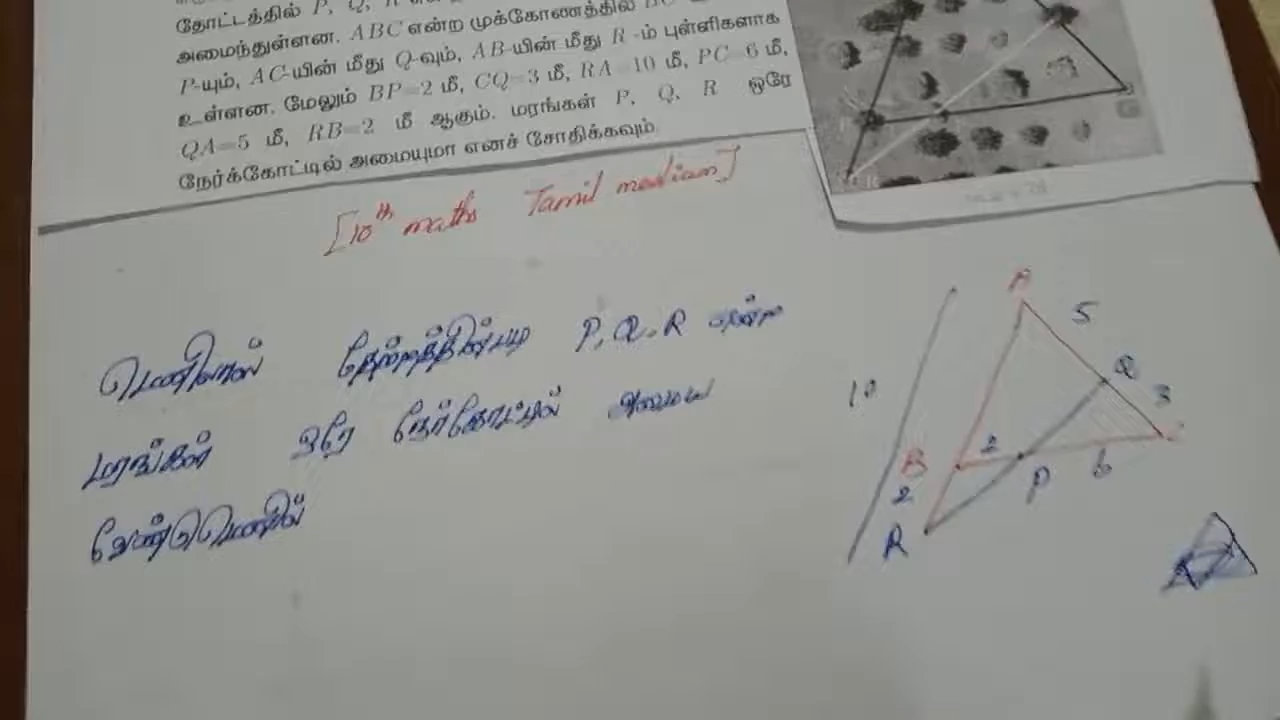 தோட்டத்தில் P, Q, R
அமைந்துள்ளன. ABC என்ற முக்கோணத்தில் BC
P-யும், AC-யின் மீது Q-வும், AB-யின் மீது R -ம் புள்ளிகளாக
உள்ளன. மேலும் BP=2 மீ, CQ=3 மீ, RA=10 மீ, PC=6 மீ,
QA=5 மீ, RB=2 மீ ஆகும். மரங்கள் P, Q, R ஒரே
நேர்க்கோட்டில் அமையுமா எனச் சோதிக்கவும்.
[10th maths Tamil medium]
மெனிலாஸ் தேற்றத்தின்படி P, Q, R என்ற
மரங்கள் ஒரே நேர்கோட்டில் அமைய
வேண்டுமெனில்
A
5
Q
10
3
B
2
C
P
6
2
R